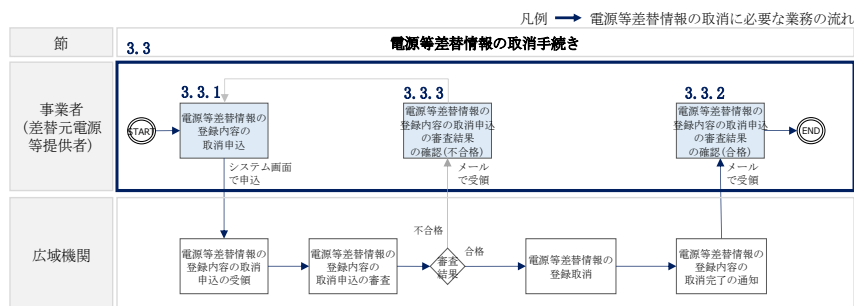 凡例 電源等差替情報の取消に必要な業務の流れ
節
3.3
電源等差替情報の取消手続き
事業者
(差替元電源
等提供者)
START
3.3.1
電源等差替情報の
登録内容の
取消申込
3.3.3
電源等差替情報の
登録内容の取消申込
の審査結果
の確認(不合格)
3.3.2
電源等差替情報の
登録内容の取消申込
の審査結果
の確認(合格)
END
システム画面
で申込
メール
で受領
メール
で受領
広域機関
電源等差替情報の
登録内容の取消
申込の受領
電源等差替情報の
登録内容の
取消申込の審査
不合格
審査
結果
合格
電源等差替情報の
登録取消
電源等差替情報の
登録内容の
取消完了の通知